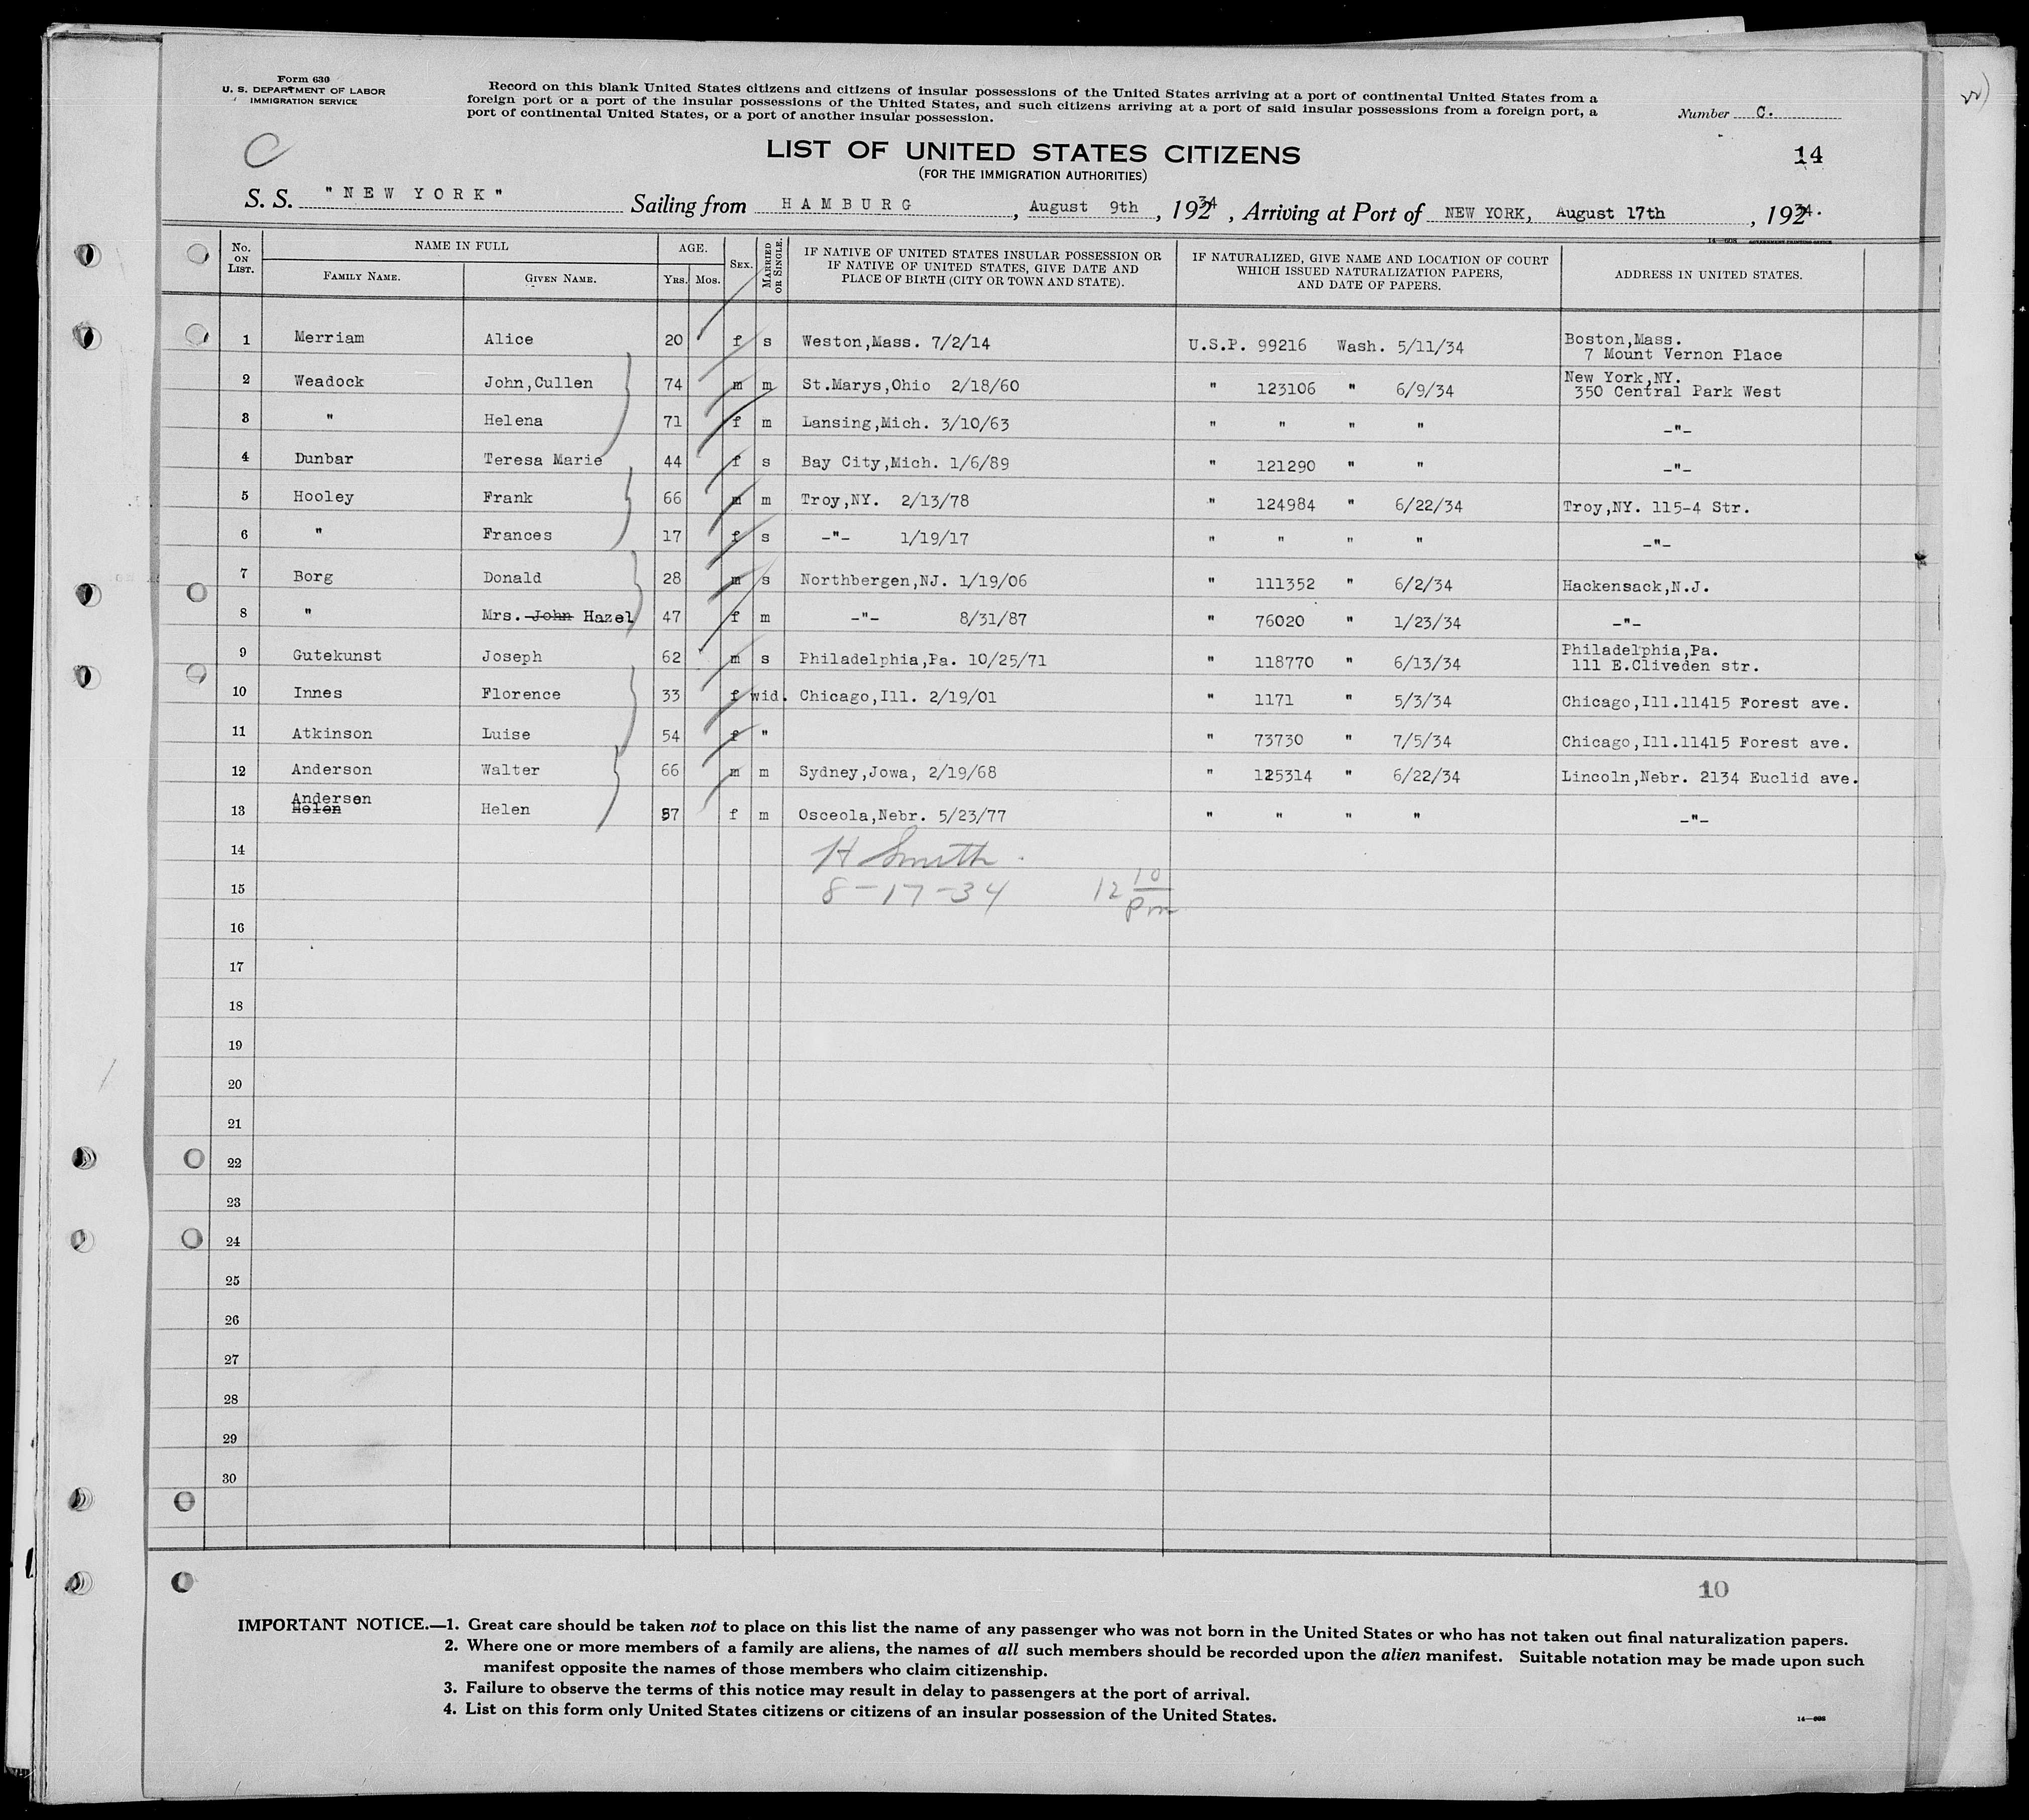 Form 630
U. S. DEPARTMENT OF LABOR
IMMIGRATION SERVICE
Record on this blank United States citizens and citizens of insular possessions of the United States arriving at a port of continental United States from a
foreign port or a port of the insular possessions of the United States, and such citizens arriving at a port of said insular possessions from a foreign port, a
port of continental United States, or a port of another insular possession.
Number C.
C
LIST OF UNITED STATES CITIZENS
(FOR THE IMMIGRATION AUTHORITIES)
14
S. S. "NEW YORK" Sailing from HAMBURG, August 9th, 1934, Arriving at Port of NEW YORK, August 17th, 1934.
No. ON LIST. NAME IN FULL AGE. SEX. MARRIED OR SINGLE. IF NATIVE OF UNITED STATES INSULAR POSSESSION OR IF NATIVE OF UNITED STATES, GIVE DATE AND PLACE OF BIRTH (CITY OR TOWN AND STATE). IF NATURALIZED, GIVE NAME AND LOCATION OF COURT WHICH ISSUED NATURALIZATION PAPERS, AND DATE OF PAPERS. ADDRESS IN UNITED STATES.
FAMILY NAME. GIVEN NAME. YRS. MOS.
1 Merriam Alice 20 f s Weston,Mass. 7/2/14 U.S.P. 99216 Wash. 5/11/34 Boston,Mass. 7 Mount Vernon Place
2 Weadock John,Cullen 74 m m St.Marys,Ohio 2/18/60 " 123106 " 6/9/34 New York,NY. 350 Central Park West
3 " Helena 71 f m Lansing,Mich. 3/10/63 " " " " -"-
4 Dunbar Teresa Marie 44 f s Bay City,Mich. 1/6/89 " 121290 " " -"-
5 Hooley Frank 66 m m Troy,NY. 2/13/78 " 124984 " 6/22/34 Troy,NY. 115-4 Str.
6 " Frances 17 f s -"- 1/19/17 " " " " -"-
7 Borg Donald 28 m s Northbergen,NJ. 1/19/06 " 111352 " 6/2/34 Hackensack,N.J.
8 " Mrs. John Hazel 47 f m -"- 8/31/87 " 76020 " 1/23/34 -"-
9 Gutekunst Joseph 62 m s Philadelphia,Pa. 10/25/71 " 118770 " 6/13/34 Philadelphia,Pa. 111 E.Cliveden str.
10 Innes Florence 33 f wid. Chicago,Ill. 2/19/01 " 1171 " 5/3/34 Chicago,Ill.11415 Forest ave.
11 Atkinson Luise 54 f " " 73730 " 7/5/34 Chicago,Ill.11415 Forest ave.
12 Anderson Walter 66 m m Sydney,Jowa, 2/19/68 " 125314 " 6/22/34 Lincoln,Nebr. 2134 Euclid ave.
Anderson
13 Helen Helen 57 f m Osceola,Nebr. 5/23/77 " " " " -"-
14 H Smith.
15 8-17-34 12 10 pm
16
17
18
19
20
21
22
23
24
25
26
27
28
29
30
10
IMPORTANT NOTICE.—1. Great care should be taken not to place on this list the name of any passenger who was not born in the United States or who has not taken out final naturalization papers.
2. Where one or more members of a family are aliens, the names of all such members should be recorded upon the alien manifest. Suitable notation may be made upon such
manifest opposite the names of those members who claim citizenship.
3. Failure to observe the terms of this notice may result in delay to passengers at the port of arrival.
4. List on this form only United States citizens or citizens of an insular possession of the United States.